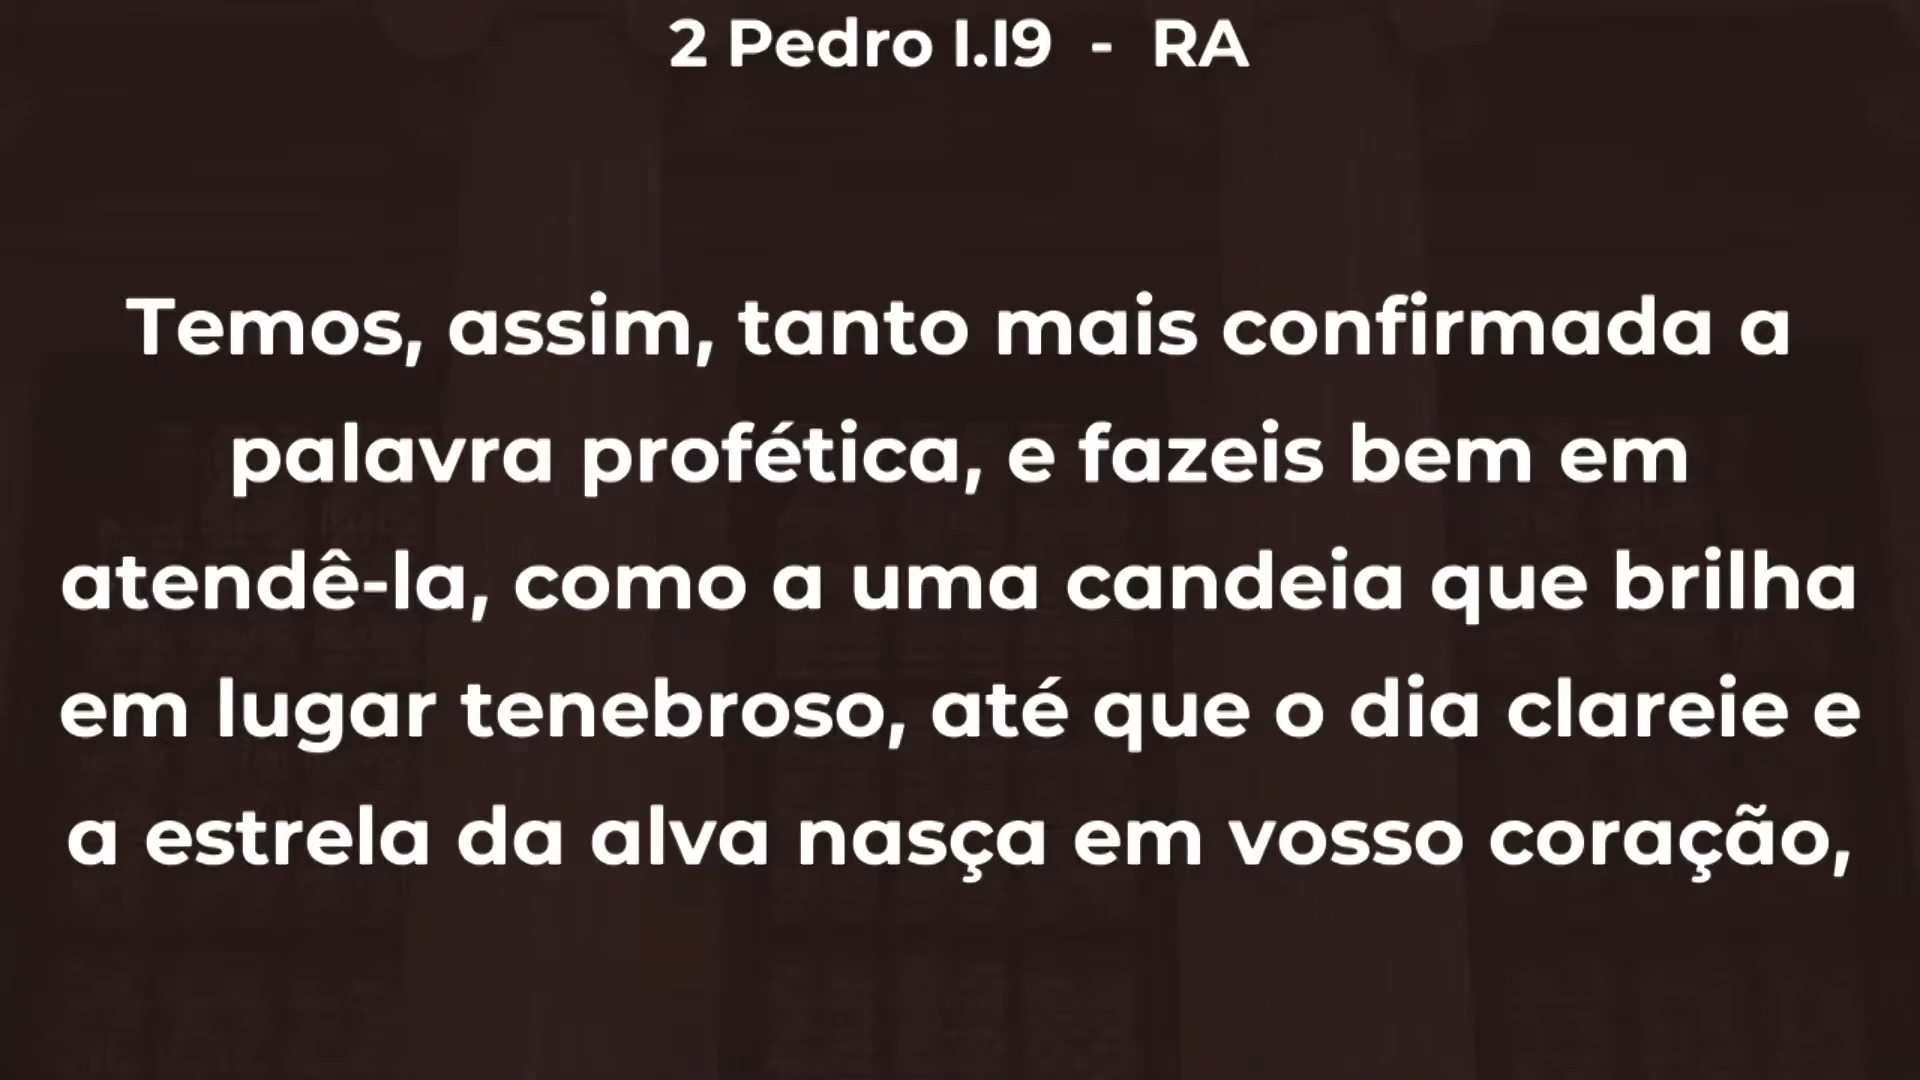 2 Pedro 1.19 - RA
Temos, assim, tanto mais confirmada a
palavra profética, e fazeis bem em
atendê-la, como a uma candeia que brilha
em lugar tenebroso, até que o dia clareie e
a estrela da alva nasça em vosso coração,